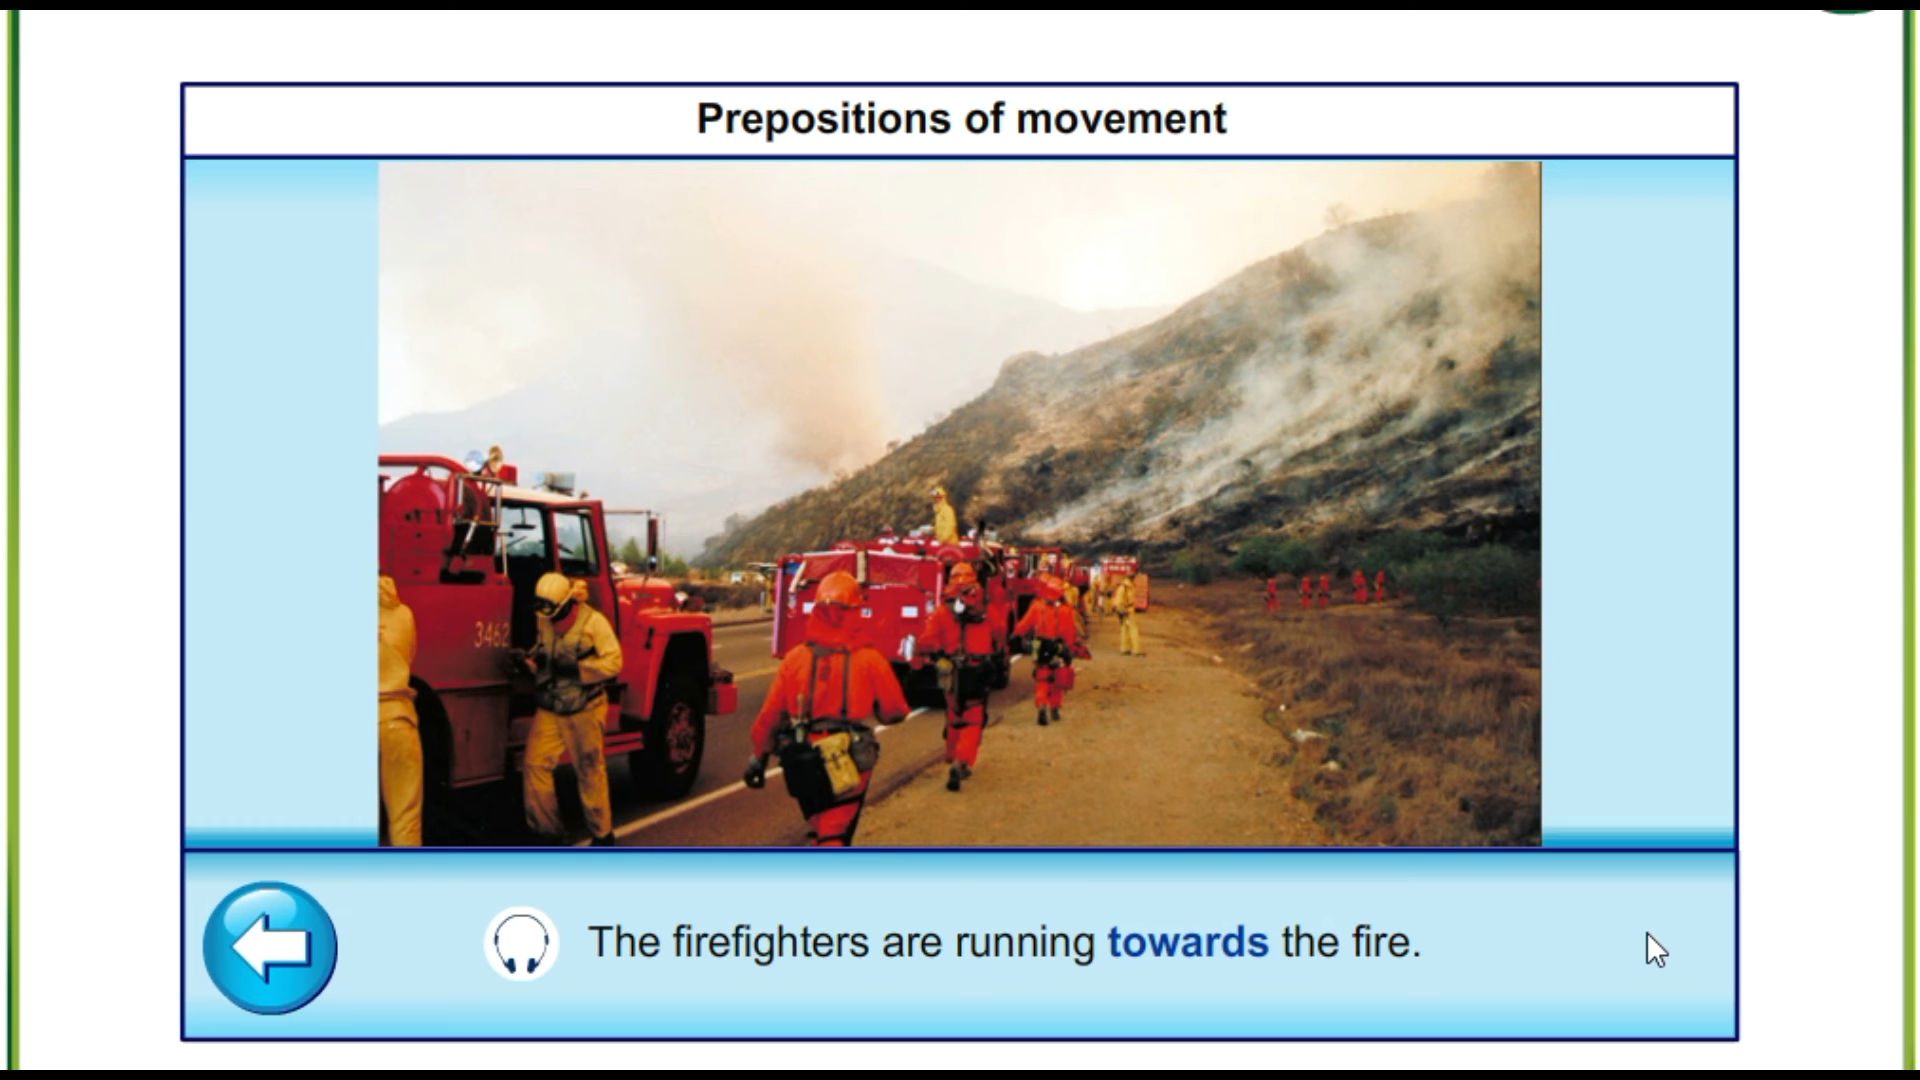 Prepositions of movement
3462
The firefighters are running towards the fire.